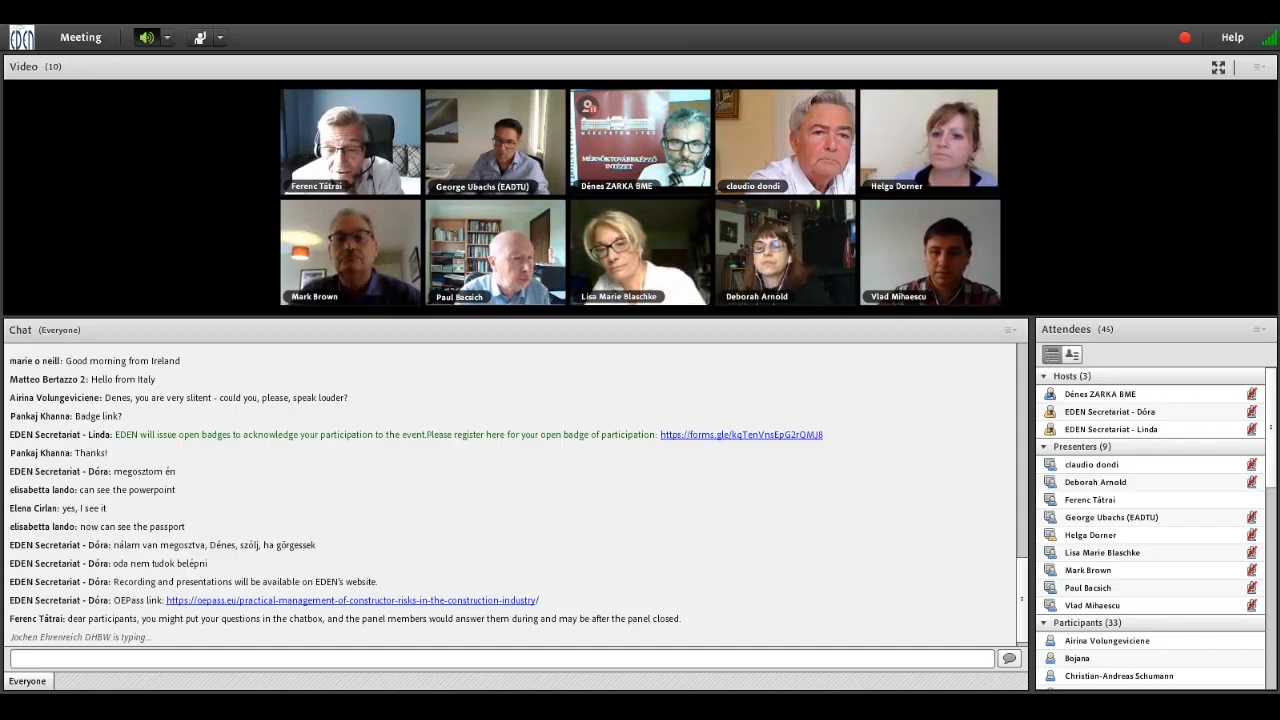 EDEN
Meeting
Help
Video (10)
MŰEGYETEM 1782
MÉRNÖKTOVÁBBKÉPZŐ
INTÉZET
Ferenc Tátrai
George Ubachs (EADTU)
Dénes ZARKA BME
claudio dondi
Helga Dorner
Mark Brown
Paul Bacsich
Lisa Marie Blaschke
Deborah Arnold
Vlad Mihaescu
Chat (Everyone)
marie o neill: Good morning from Ireland
Matteo Bertazzo 2: Hello from Italy
Airina Volungeviciene: Denes, you are very slitent - could you, please, speak louder?
Pankaj Khanna: Badge link?
EDEN Secretariat - Linda: EDEN will issue open badges to acknowledge your participation to the event.Please register here for your open badge of participation: https://forms.gle/kqTenVnsEpG2rQMJ8
Pankaj Khanna: Thanks!
EDEN Secretariat - Dóra: megosztom én
elisabetta lando: can see the powerpoint
Elena Cirlan: yes, I see it
elisabetta lando: now can see the passport
EDEN Secretariat - Dóra: nálam van megosztva, Dénes, szólj, ha görgessek
EDEN Secretariat - Dóra: oda nem tudok belépni
EDEN Secretariat - Dóra: Recording and presentations will be available on EDEN's website.
EDEN Secretariat - Dóra: OEPass link: https://oepass.eu/practical-management-of-constructor-risks-in-the-construction-industry/
Ferenc Tátrai: dear participants, you might put your questions in the chatbox, and the panel members would answer them during and may be after the panel closed.
Jochen Ehrenreich DHBW is typing...
Everyone
Attendees (45)
Hosts (3)
Dénes ZARKA BME
EDEN Secretariat - Dóra
EDEN Secretariat - Linda
Presenters (9)
claudio dondi
Deborah Arnold
Ferenc Tátrai
George Ubachs (EADTU)
Helga Dorner
Lisa Marie Blaschke
Mark Brown
Paul Bacsich
Vlad Mihaescu
Participants (33)
Airina Volungeviciene
Bojana
Christian-Andreas Schumann